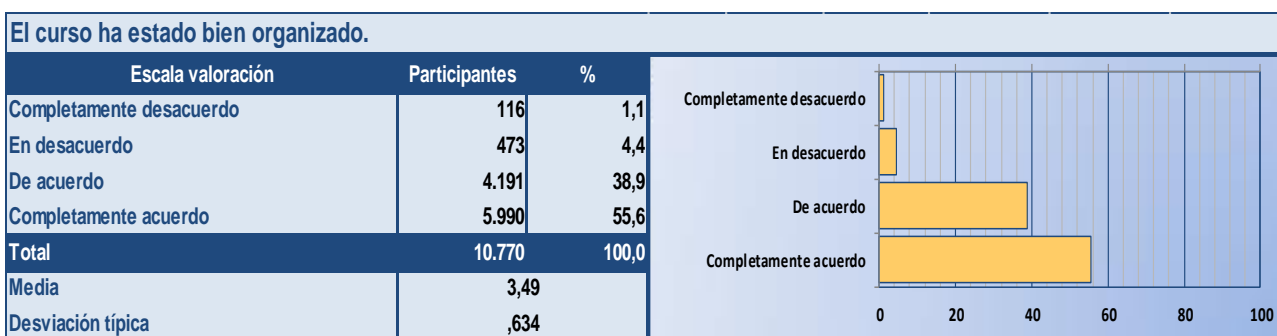 El curso ha estado bien organizado.
Escala valoración Participantes %
Completamente desacuerdo 116 1,1
En desacuerdo 473 4,4
De acuerdo 4.191 38,9
Completamente acuerdo 5.990 55,6
Total 10.770 100,0
Media 3,49
Desviación típica ,634
Completamente desacuerdo
En desacuerdo
De acuerdo
Completamente acuerdo
0 20 40 60 80 100